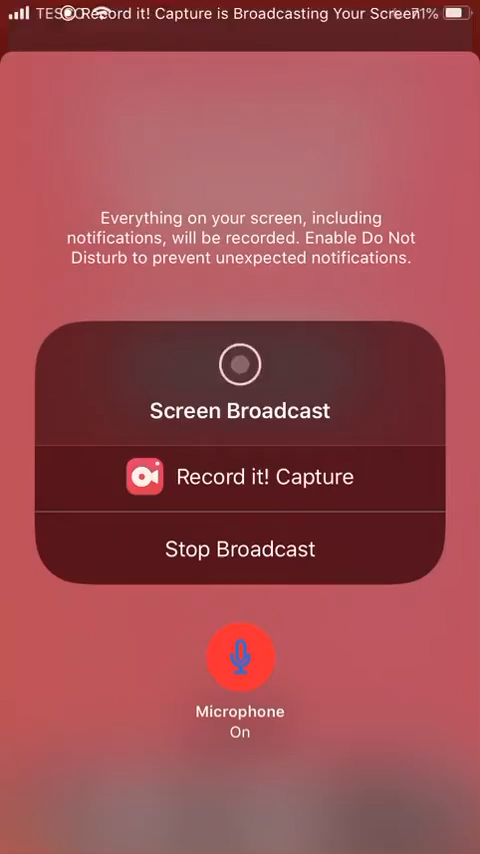 Record it! Capture is Broadcasting Your Screen
71%
Everything on your screen, including
notifications, will be recorded. Enable Do Not
Disturb to prevent unexpected notifications.
Screen Broadcast
Record it! Capture
Stop Broadcast
Microphone
On